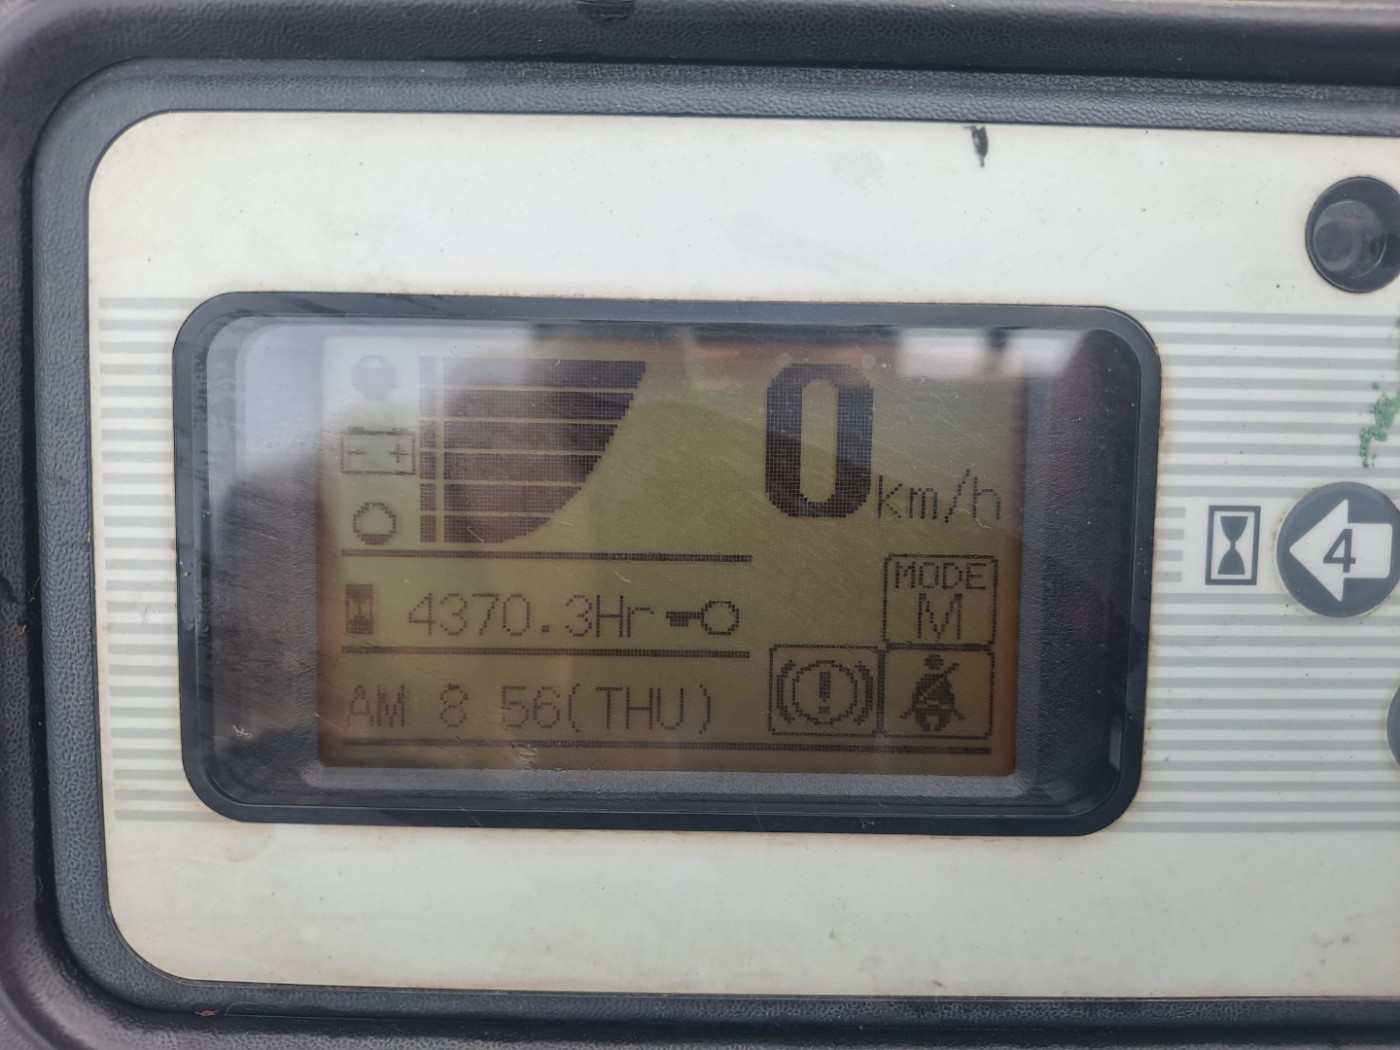 0 km/h
MODE
M
4370.3Hr
AM 8 56(THU)
4